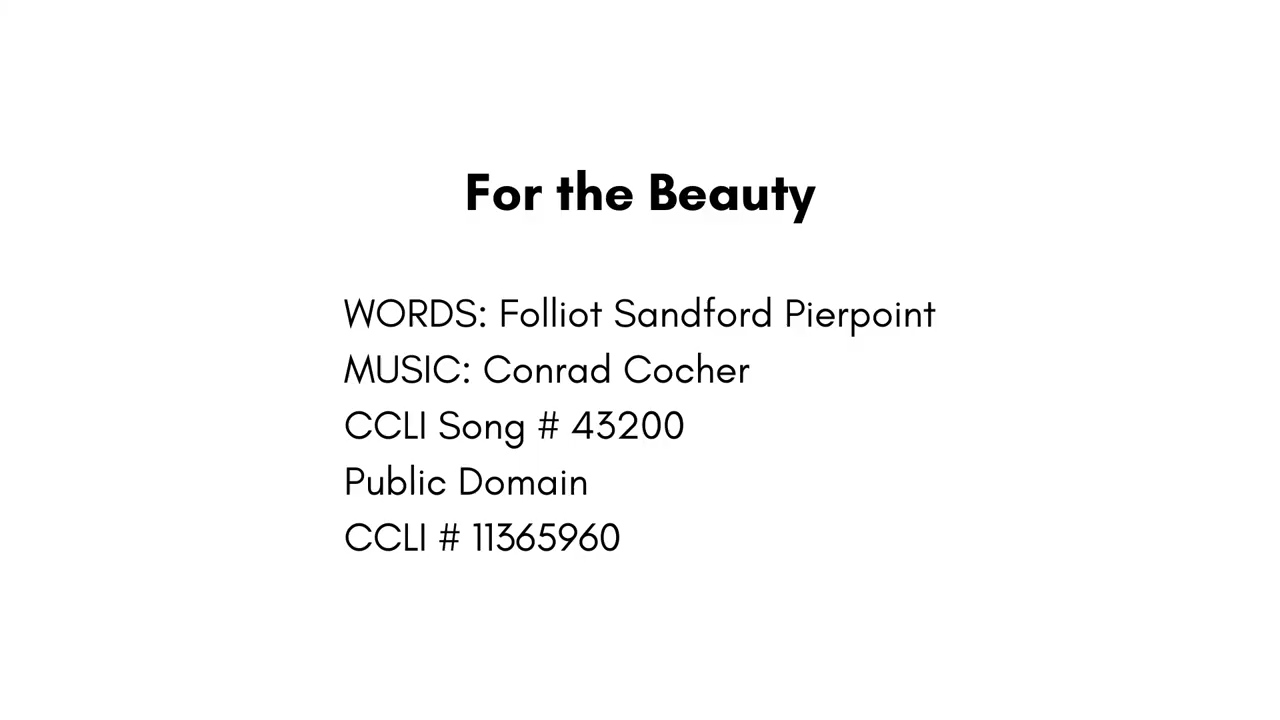 For the Beauty
WORDS: Folliot Sandford Pierpoint
MUSIC: Conrad Cocher
CCLI Song # 43200
Public Domain
CCLI # 11365960